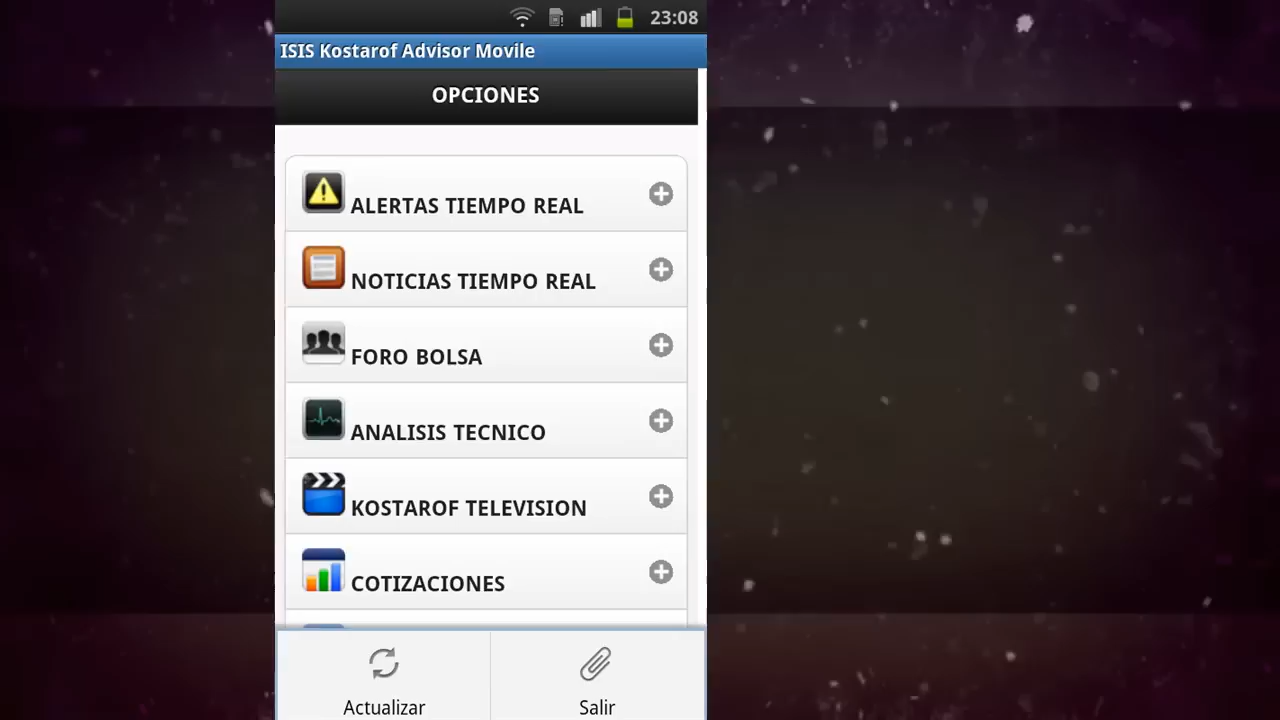 23:08
ISIS Kostarof Advisor Movile
OPCIONES
ALERTAS TIEMPO REAL
NOTICIAS TIEMPO REAL
FORO BOLSA
ANALISIS TECNICO
KOSTAROF TELEVISION
COTIZACIONES
Actualizar
Salir